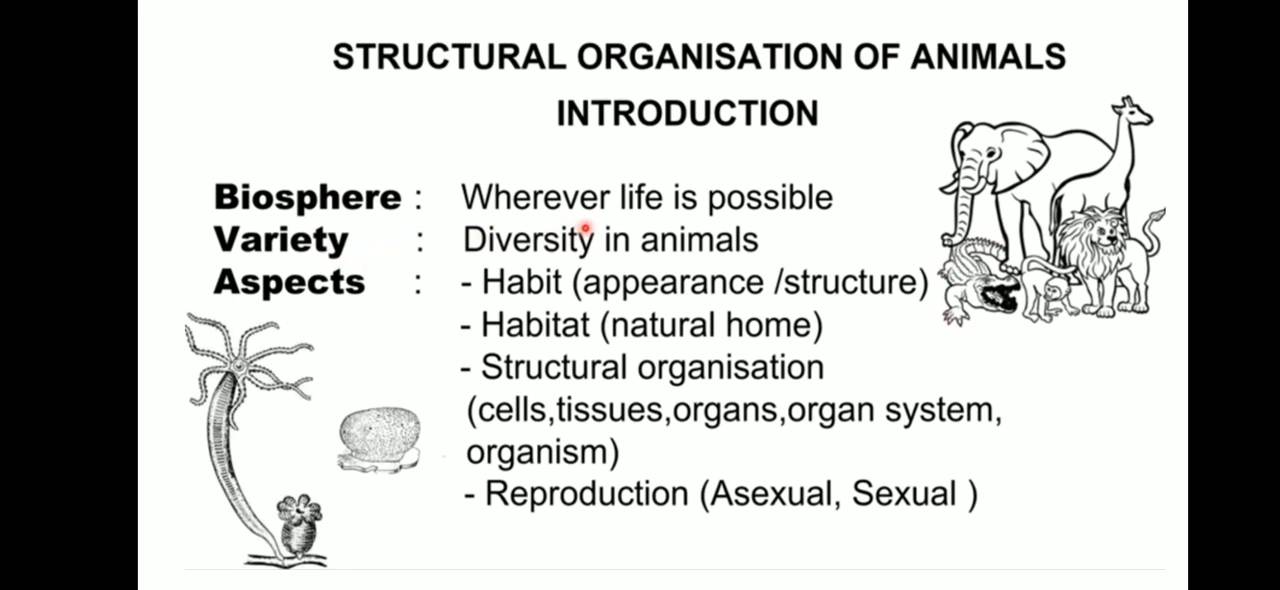 STRUCTURAL ORGANISATION OF ANIMALS
INTRODUCTION
Biosphere : Wherever life is possible
Variety : Diversity in animals
Aspects : - Habit (appearance /structure)
- Habitat (natural home)
- Structural organisation
(cells,tissues,organs,organ system,
organism)
- Reproduction (Asexual, Sexual )